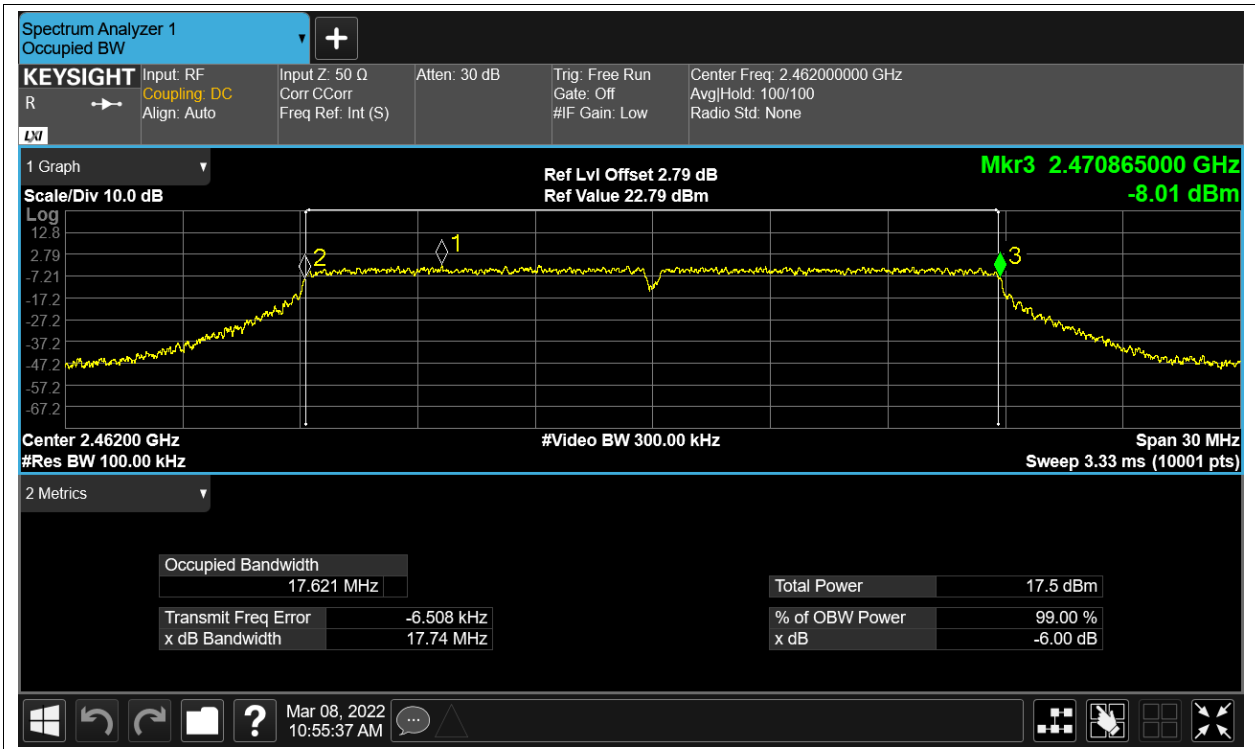 Spectrum Analyzer 1
Occupied BW
KEYSIGHT
R
LXI
Input: RF
Coupling: DC
Align: Auto
Input Z: 50 Ω
Corr CCorr
Freq Ref: Int (S)
Atten: 30 dB
Trig: Free Run
Gate: Off
#IF Gain: Low
Center Freq: 2.462000000 GHz
Avg|Hold: 100/100
Radio Std: None
1 Graph
Scale/Div 10.0 dB
Ref Lvl Offset 2.79 dB
Ref Value 22.79 dBm
Mkr3 2.470865000 GHz
-8.01 dBm
Log
12.8
2.79
-7.21
-17.2
-27.2
-37.2
-47.2
-57.2
-67.2
2
1
3
Center 2.46200 GHz
#Res BW 100.00 kHz
#Video BW 300.00 kHz
Span 30 MHz
Sweep 3.33 ms (10001 pts)
2 Metrics
Occupied Bandwidth
17.621 MHz
Transmit Freq Error -6.508 kHz
x dB Bandwidth 17.74 MHz
Total Power 17.5 dBm
% of OBW Power 99.00 %
x dB -6.00 dB
?
Mar 08, 2022
10:55:37 AM